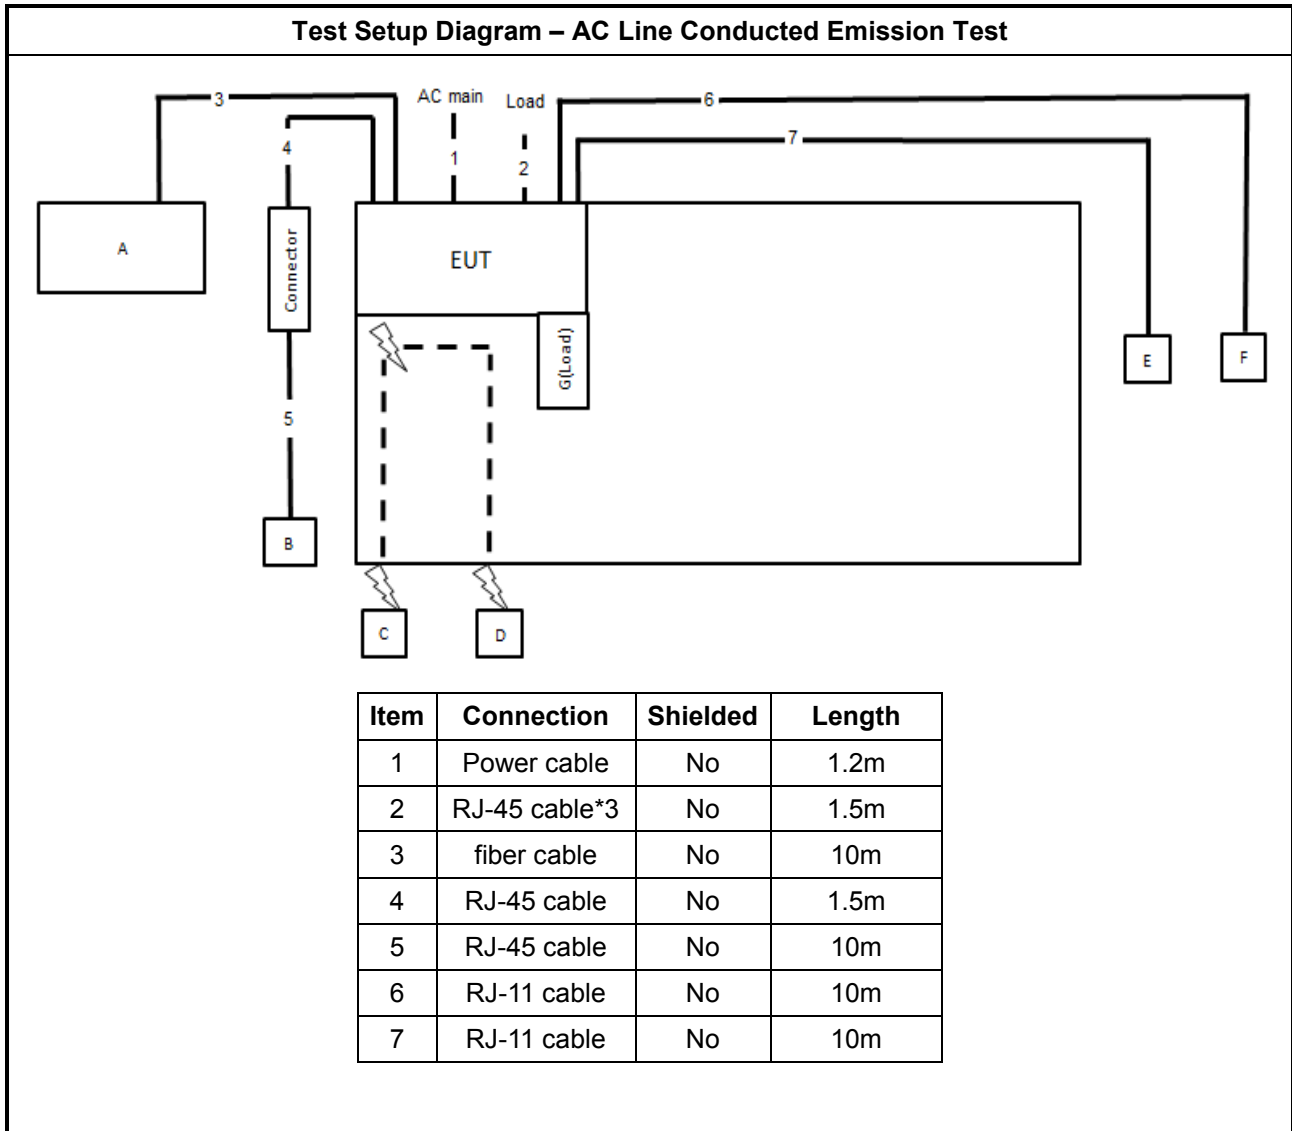 Test Setup Diagram – AC Line Conducted Emission Test
3
AC main
Load
6
4
1
2
7
A
Connector
EUT
G(Load)
E
F
5
B
C
D
Item Connection Shielded Length
1 Power cable No 1.2m
2 RJ-45 cable*3 No 1.5m
3 fiber cable No 10m
4 RJ-45 cable No 1.5m
5 RJ-45 cable No 10m
6 RJ-11 cable No 10m
7 RJ-11 cable No 10m